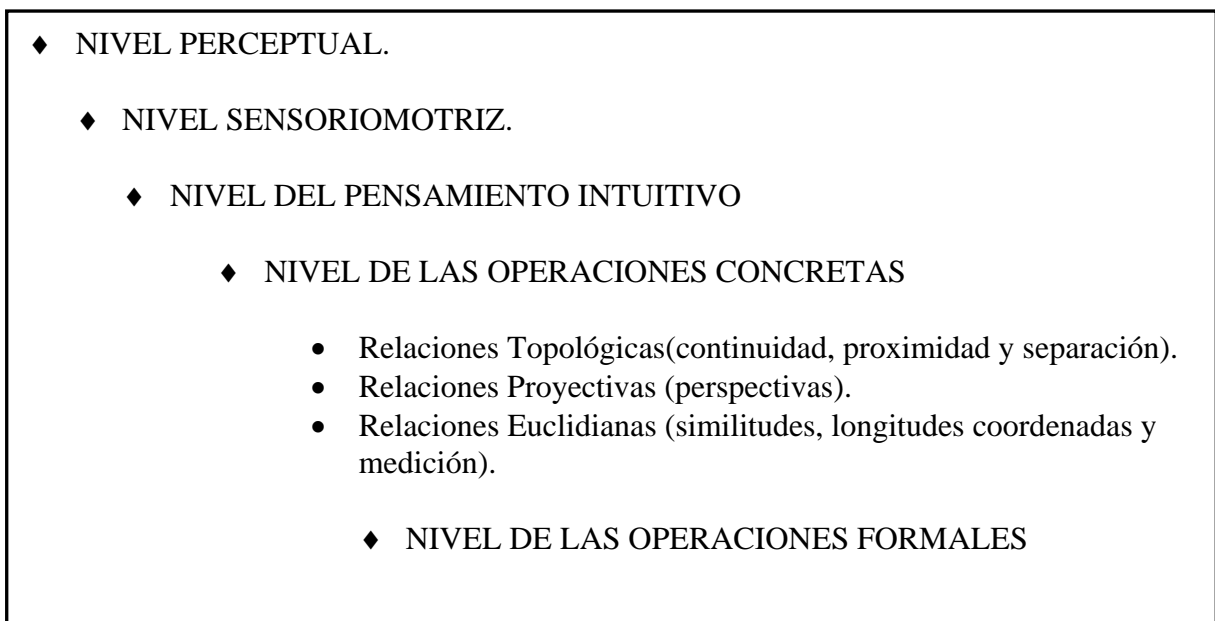 ♦ NIVEL PERCEPTUAL.
♦ NIVEL SENSORIOMOTRIZ.
♦ NIVEL DEL PENSAMIENTO INTUITIVO
♦ NIVEL DE LAS OPERACIONES CONCRETAS
• Relaciones Topológicas(continuidad, proximidad y separación).
• Relaciones Proyectivas (perspectivas).
• Relaciones Euclidianas (similitudes, longitudes coordenadas y
medición).
♦ NIVEL DE LAS OPERACIONES FORMALES